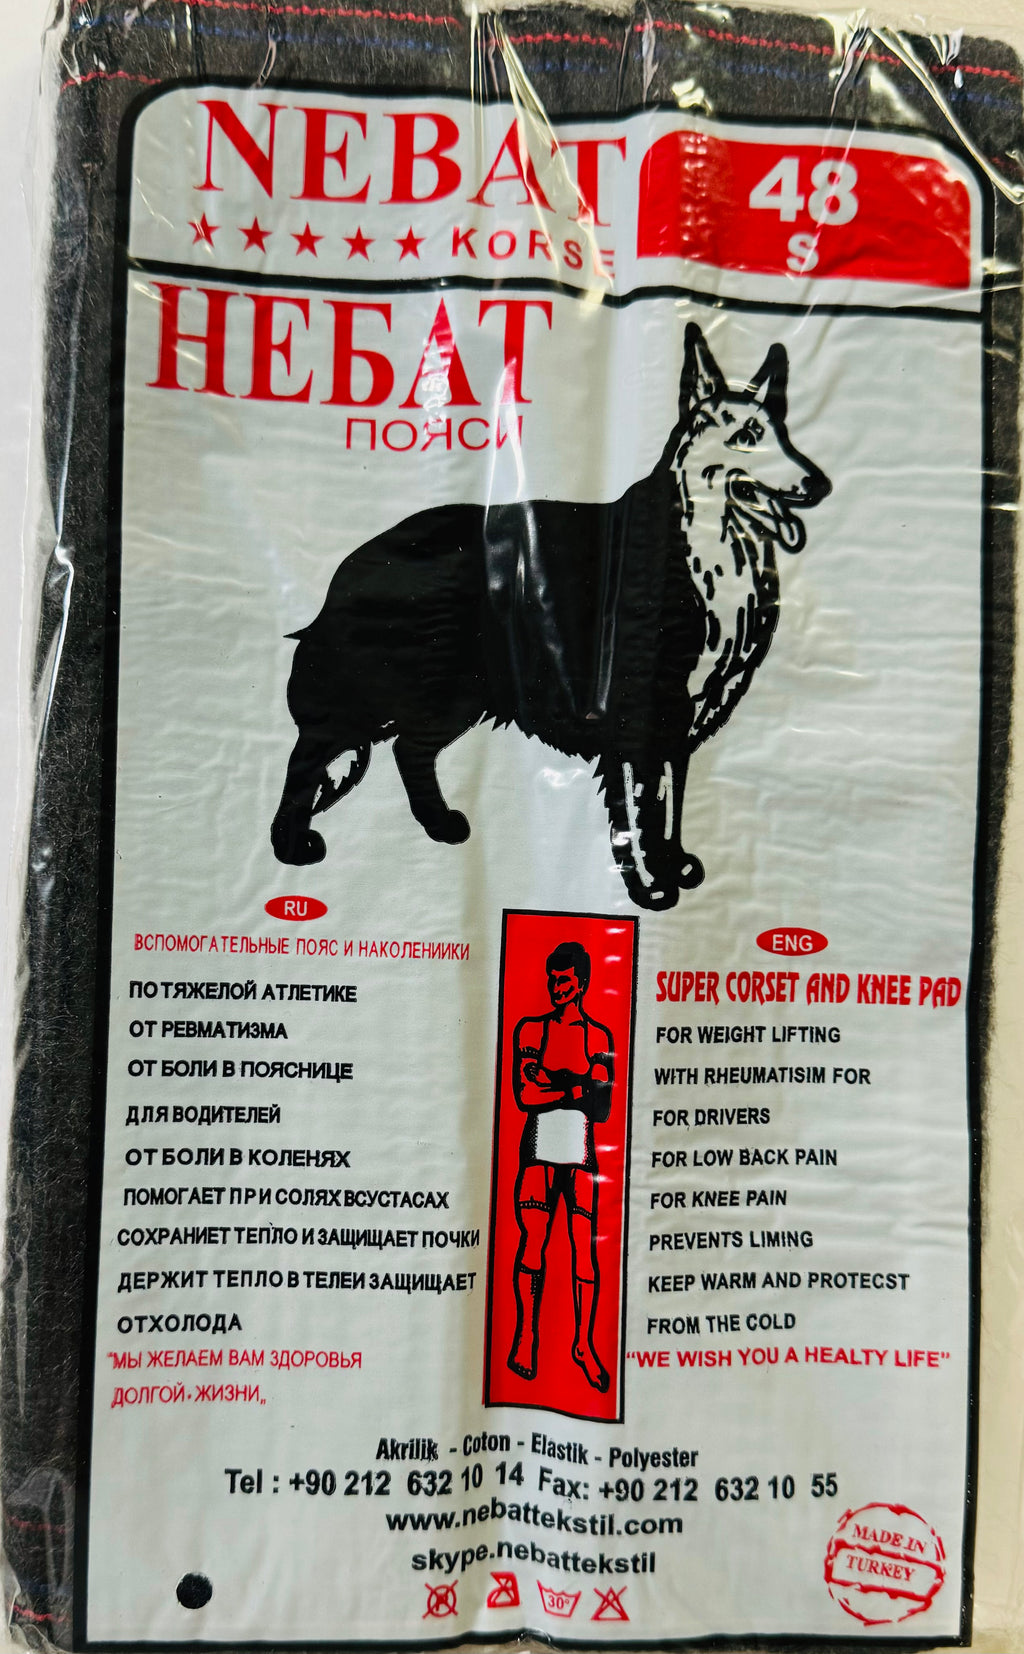 NEBAT
★★★★★ KORSE
48
S
НЕБАТ
ПОЯСИ
RU
ВСПОМОГАТЕЛЬНЫЕ ПОЯС И НАКОЛЕНИИКИ
ПО ТЯЖЕЛОЙ АТЛЕТИКЕ
ОТ РЕВМАТИЗМА
ОТ БОЛИ В ПОЯСНИЦЕ
ДЛЯ ВОДИТЕЛЕЙ
ОТ БОЛИ В КОЛЕНЯХ
ПОМОГАЕТ ПРИ СОЛЯХ ВСУСТАСАХ
СОХРАНИЕТ ТЕПЛО И ЗАЩИЩАЕТ ПОЧКИ
ДЕРЖИТ ТЕПЛО В ТЕЛЕИ ЗАЩИЩАЕТ
ОТХОЛОДА
"МЫ ЖЕЛАЕМ ВАМ ЗДОРОВЬЯ
ДОЛГОЙ·ЖИЗНИ„
ENG
SUPER CORSET AND KNEE PAD
FOR WEIGHT LIFTING
WITH RHEUMATISIM FOR
FOR DRIVERS
FOR LOW BACK PAIN
FOR KNEE PAIN
PREVENTS LIMING
KEEP WARM AND PROTECST
FROM THE COLD
“WE WISH YOU A HEALTY LIFE”
Akrilik - Coton - Elastik - Polyester
Tel : +90 212 632 10 14 Fax: +90 212 632 10 55
www.nebattekstil.com
skype.nebattekstil
30°
MADE IN
TURKEY